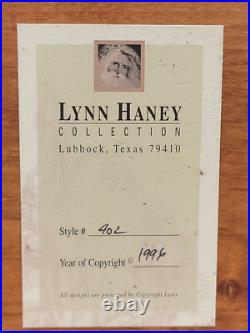 LYNN HANEY
COLLECTION
Lubbock, Texas 79410
Style # 402
Year of Copyright © 1996
All designs are protected by Copyright Laws
ebay